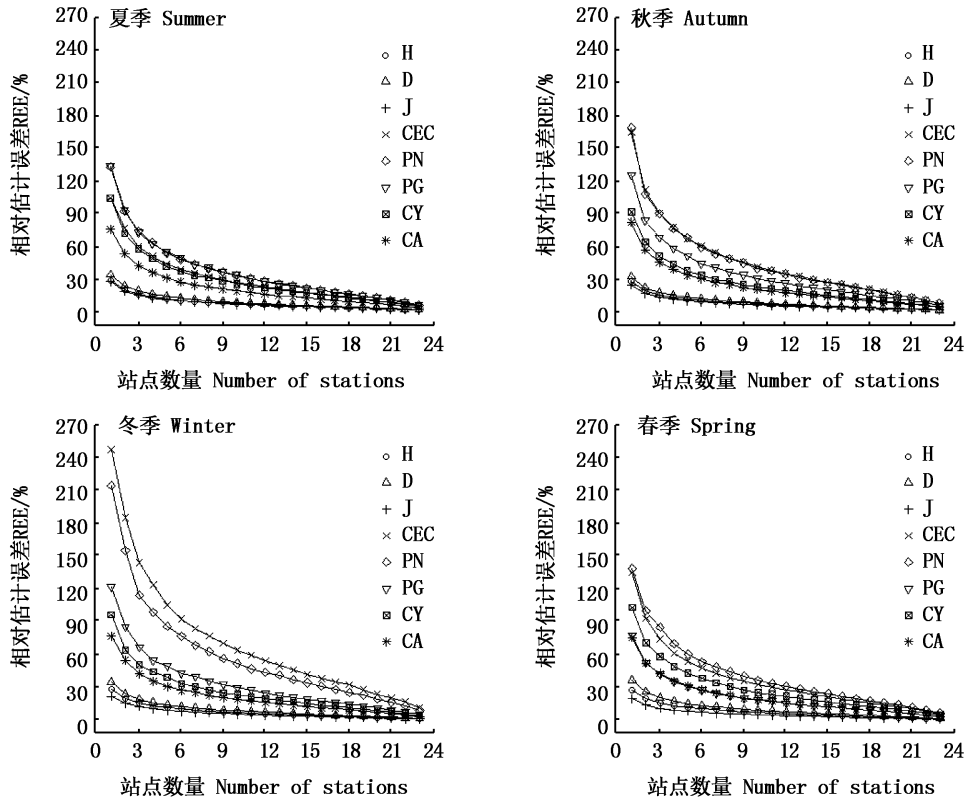 夏季 Summer
相对估计误差REE/%
270
240
210
180
150
120
90
60
30
0
0 3 6 9 12 15 18 21 24
站点数量 Number of stations
H
D
J
CEC
PN
PG
CY
CA
秋季 Autumn
相对估计误差REE/%
270
240
210
180
150
120
90
60
30
0
0 3 6 9 12 15 18 21 24
站点数量 Number of stations
H
D
J
CEC
PN
PG
CY
CA
冬季 Winter
相对估计误差REE/%
270
240
210
180
150
120
90
60
30
0
0 3 6 9 12 15 18 21 24
站点数量 Number of stations
H
D
J
CEC
PN
PG
CY
CA
春季 Spring
相对估计误差REE/%
270
240
210
180
150
120
90
60
30
0
0 3 6 9 12 15 18 21 24
站点数量 Number of stations
H
D
J
CEC
PN
PG
CY
CA